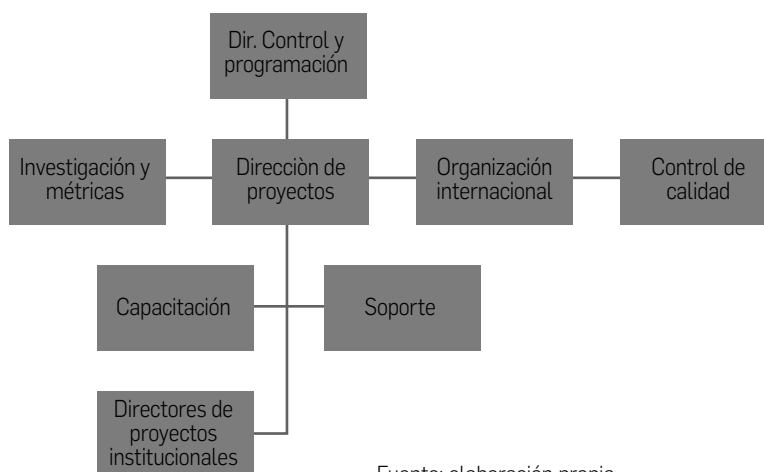 Dir. Control y
programación
Investigación y
métricas
Direcciòn de
proyectos
Organización
internacional
Control de
calidad
Capacitación
Soporte
Directores de
proyectos
institucionales
Fuente: elaboración propia